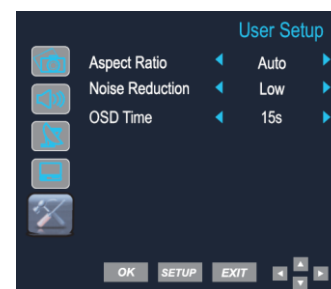 User Setup
Aspect Ratio Auto
Noise Reduction Low
OSD Time 15s
OK SETUP EXIT